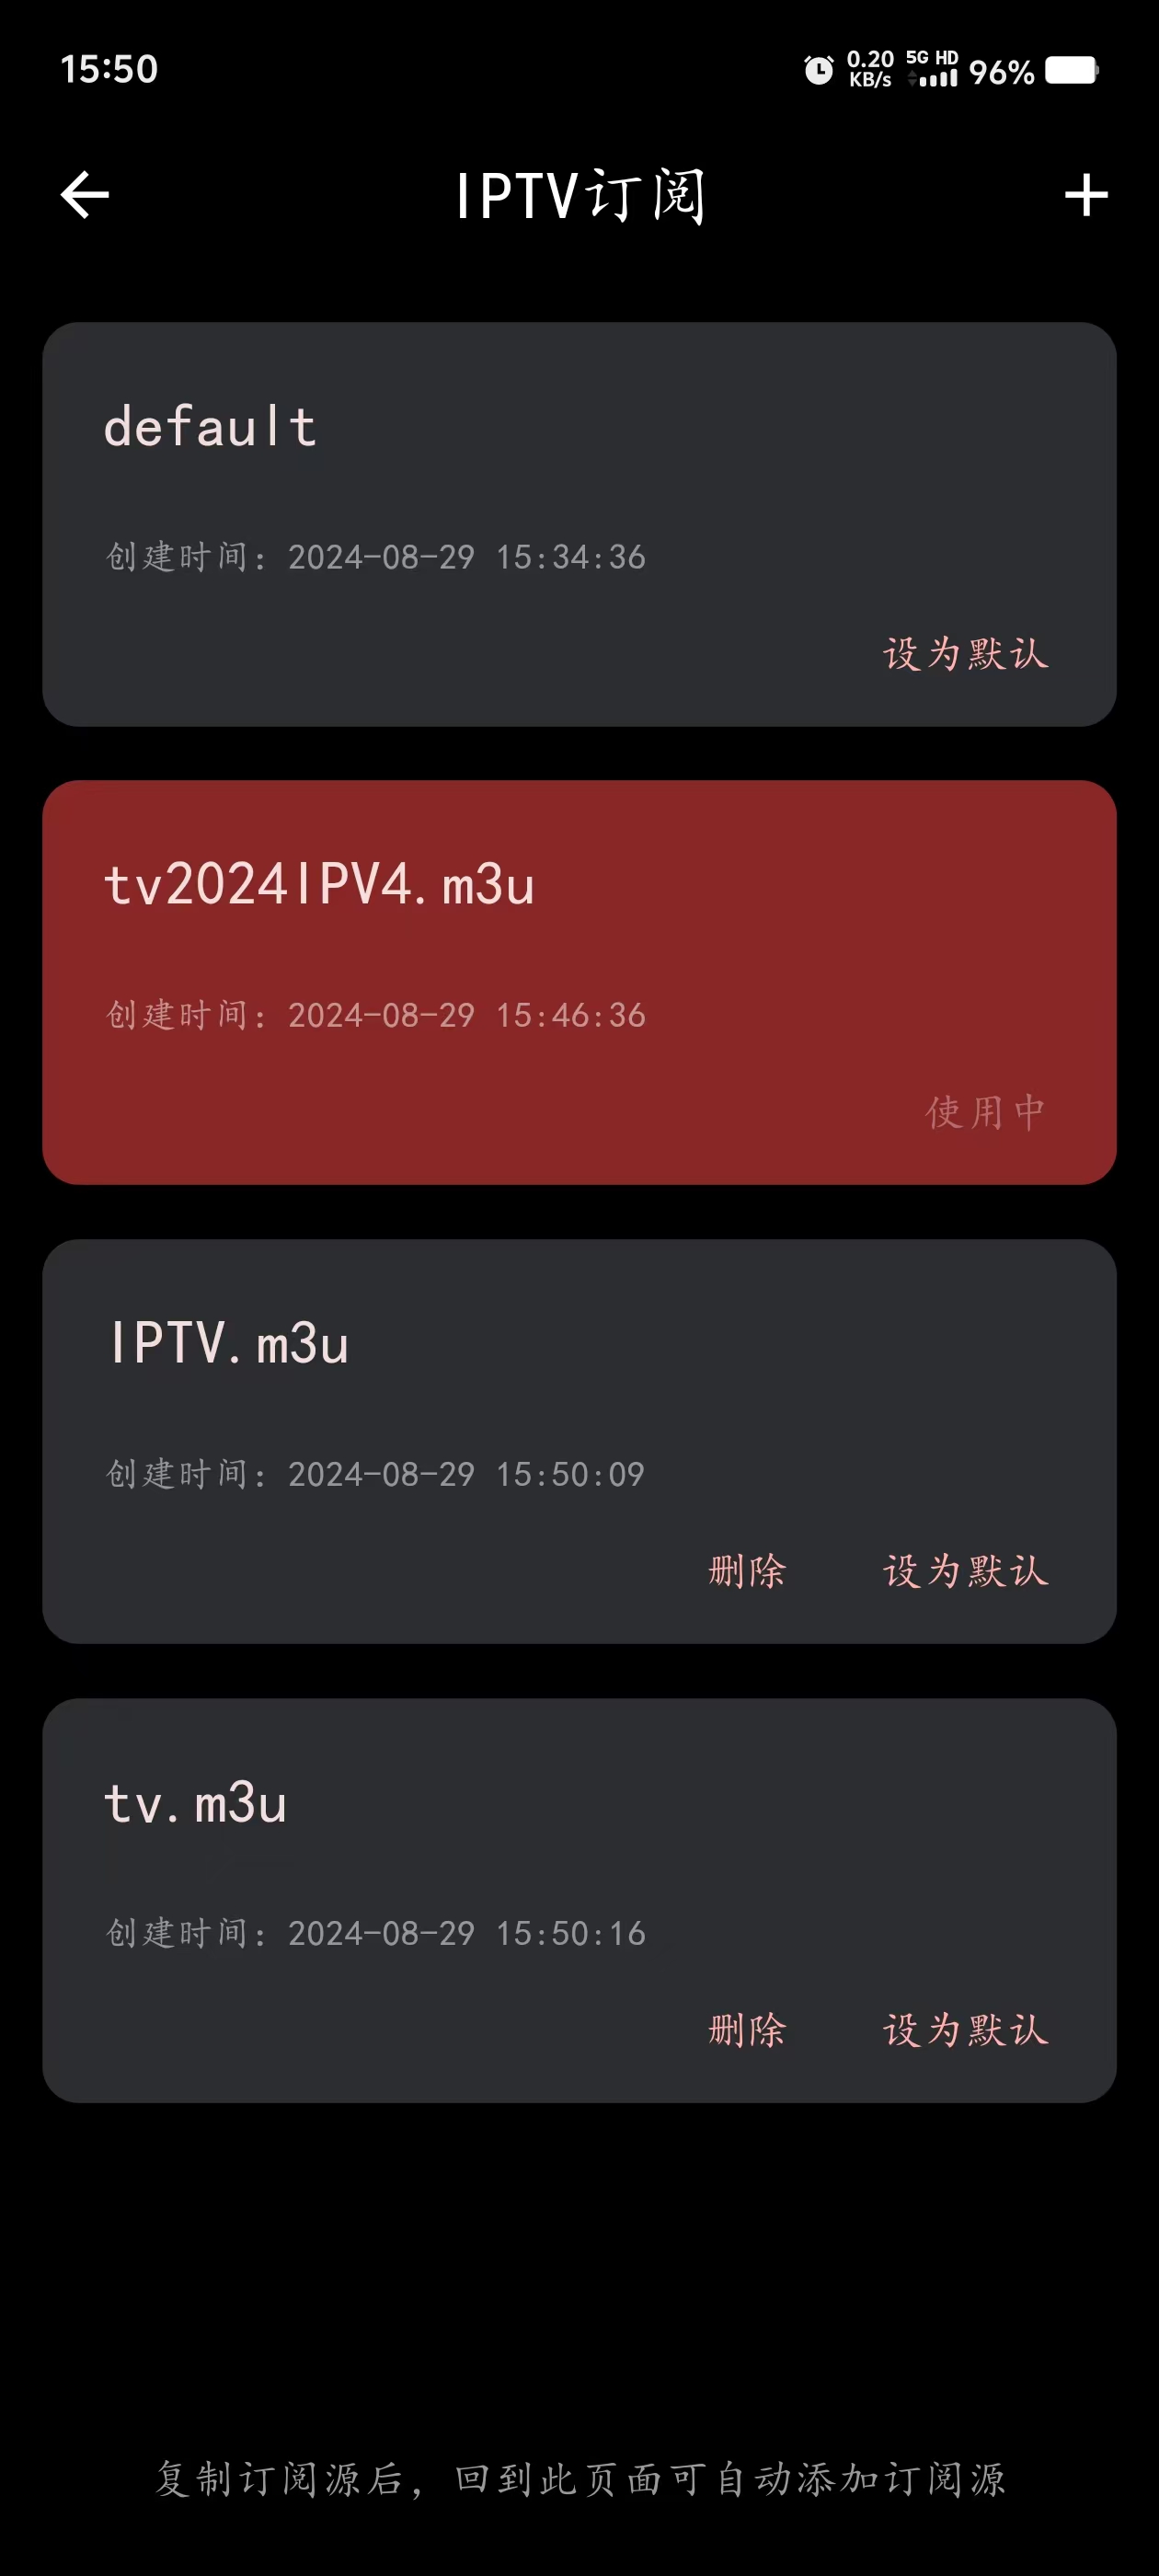 15:50
0.20 KB/s 5G HD 96%
IPTV订阅
default
创建时间：2024-08-29 15:34:36
设为默认
tv2024IPV4.m3u
创建时间：2024-08-29 15:46:36
使用中
IPTV.m3u
创建时间：2024-08-29 15:50:09
删除 设为默认
tv.m3u
创建时间：2024-08-29 15:50:16
删除 设为默认
复制订阅源后，回到此页面可自动添加订阅源